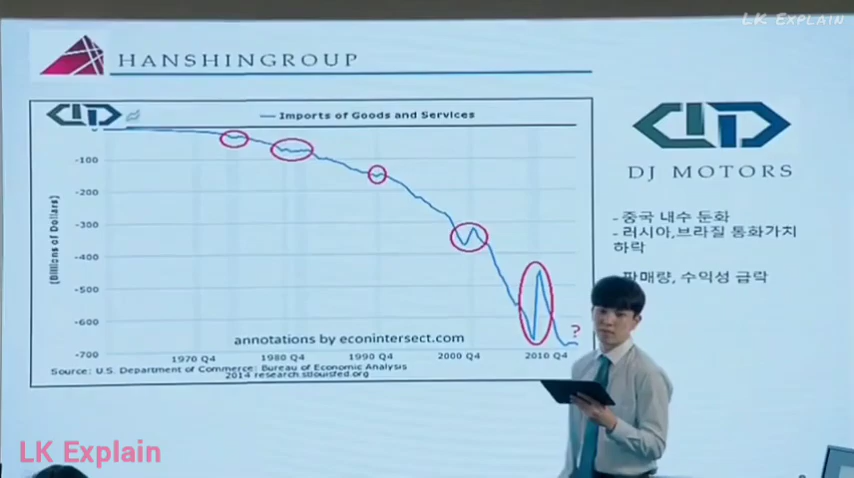 LK EXPLAIN
HANSHINGROUP
Imports of Goods and Services
-100
-200
-300
-400
-500
-600
-700
(Billions of Dollars)
?
annotations by econintersect.com
1970 Q4
1980 Q4
1990 Q4
2000 Q4
2010 Q4
Source: U.S. Department of Commerce: Bureau of Economic Analysis
2014 research.stlouisfed.org
DJ MOTORS
- 중국 내수 둔화
- 러시아,브라질 통화가치
하락
판매량, 수익성 급락
LK Explain